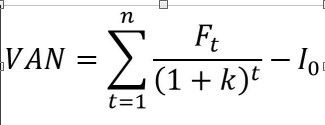 VAN = \sum_{t=1}^{n} \frac{F_t}{(1 + k)^t} - I_0